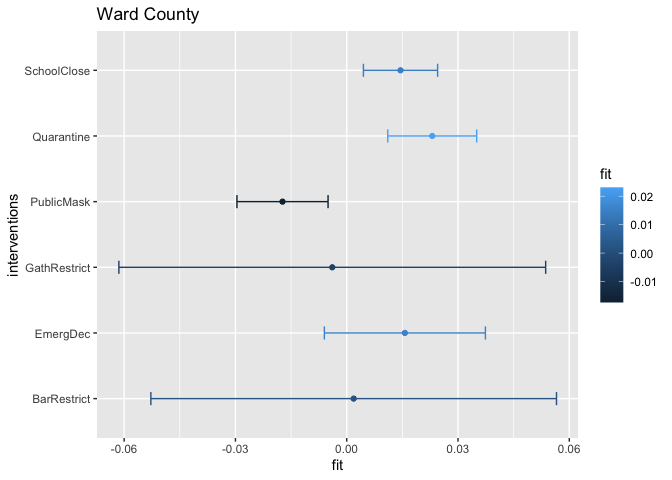 Ward County
SchoolClose
Quarantine
PublicMask
GathRestrict
EmergDec
BarRestrict
interventions
-0.06
-0.03
0.00
0.03
0.06
fit
fit
0.02
0.01
0.00
-0.01